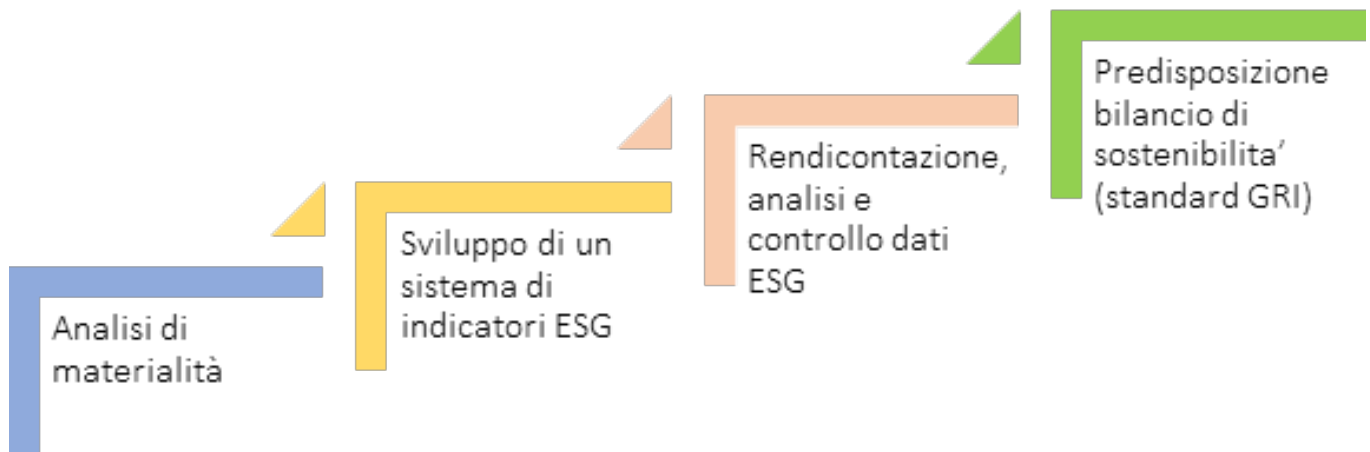 Analisi di
materialità
Sviluppo di un
sistema di
indicatori ESG
Rendicontazione,
analisi e
controllo dati
ESG
Predisposizione
bilancio di
sostenibilita’
(standard GRI)